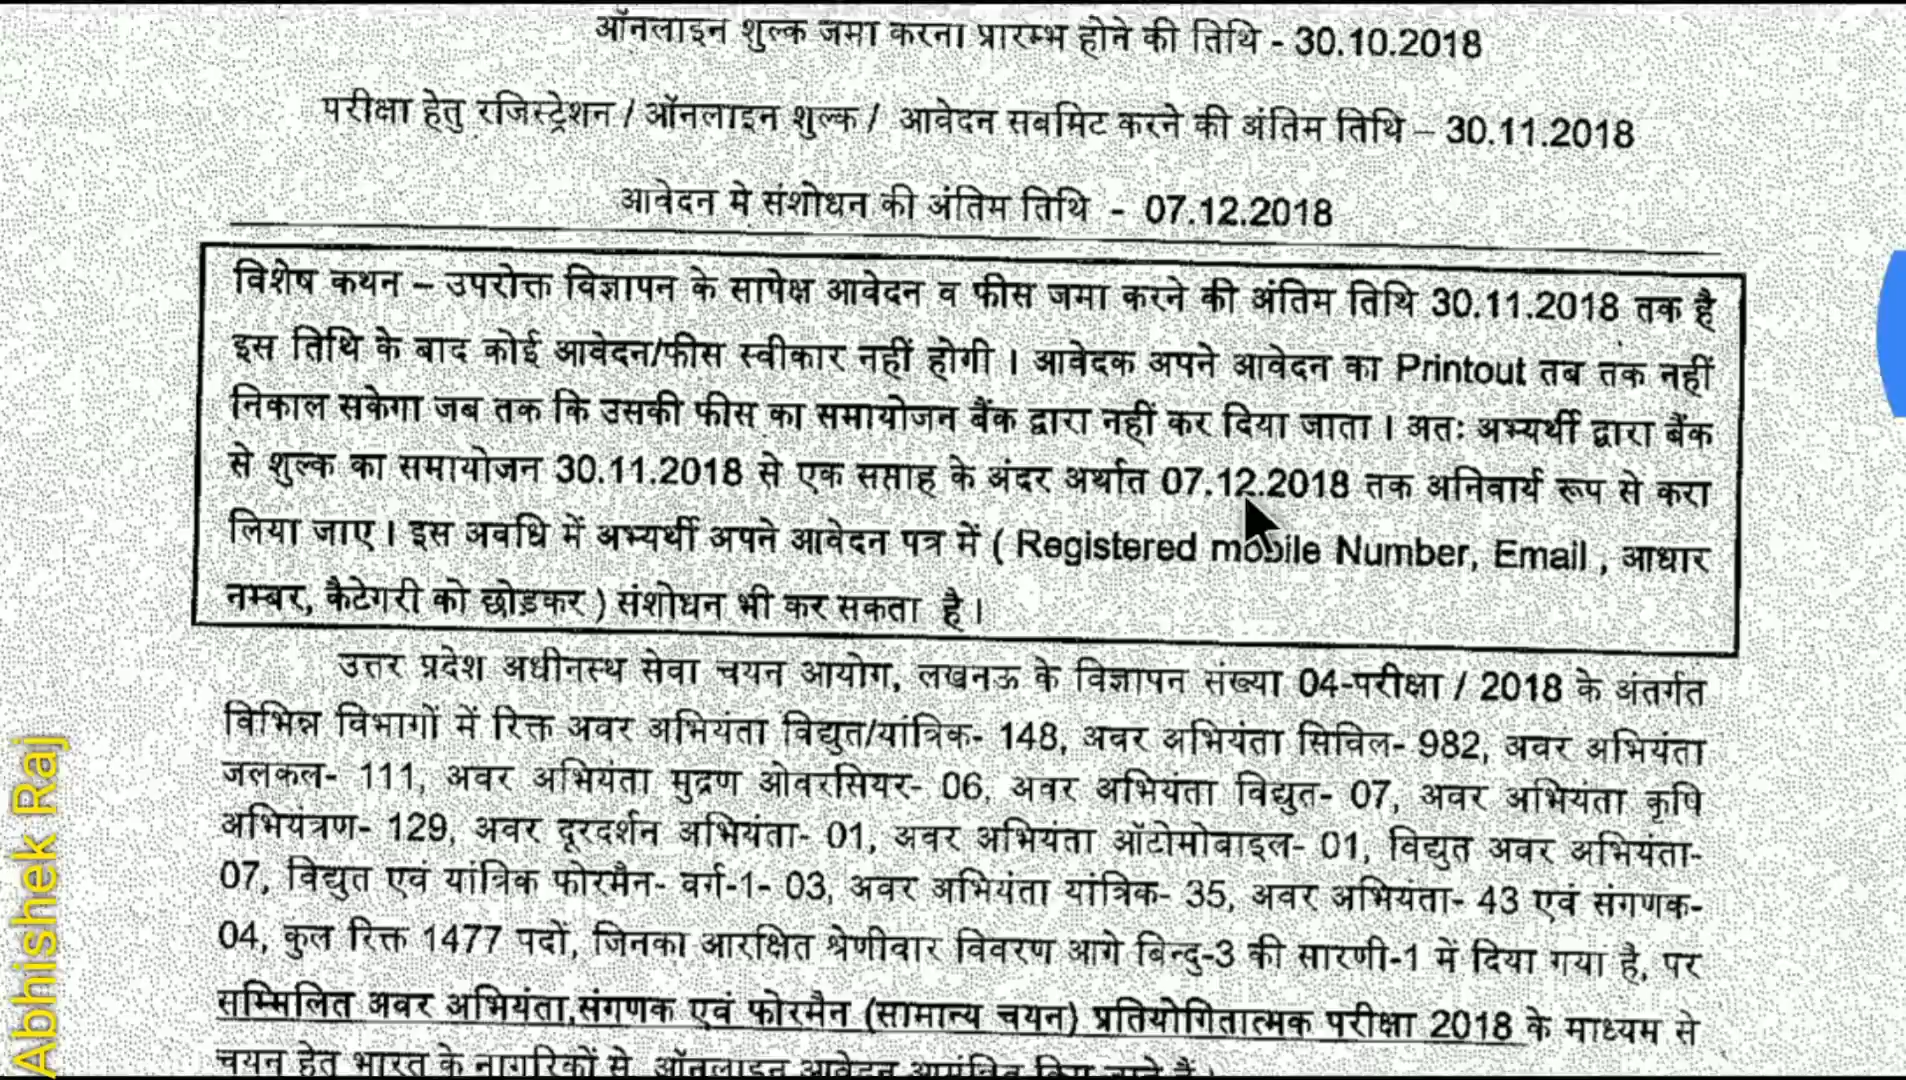 ऑनलाइन शुल्क जमा करना प्रारम्भ होने की तिथि - 30.10.2018
परीक्षा हेतु रजिस्ट्रेशन / ऑनलाइन शुल्क / आवेदन सबमिट करने की अंतिम तिथि – 30.11.2018
आवेदन मे संशोधन की अंतिम तिथि - 07.12.2018
विशेष कथन – उपरोक्त विज्ञापन के सापेक्ष आवेदन व फीस जमा करने की अंतिम तिथि 30.11.2018 तक है
इस तिथि के बाद कोई आवेदन/फीस स्वीकार नहीं होगी । आवेदक अपने आवेदन का Printout तब तक नहीं
निकाल सकेगा जब तक कि उसकी फीस का समायोजन बैंक द्वारा नहीं कर दिया जाता । अतः अभ्यर्थी द्वारा बैंक
से शुल्क का समायोजन 30.11.2018 से एक सप्ताह के अंदर अर्थात 07.12.2018 तक अनिवार्य रूप से करा
लिया जाए । इस अवधि में अभ्यर्थी अपने आवेदन पत्र में ( Registered mobile Number, Email , आधार
नम्बर, कैटेगरी को छोड़कर ) संशोधन भी कर सकता है ।
उत्तर प्रदेश अधीनस्थ सेवा चयन आयोग, लखनऊ के विज्ञापन संख्या 04-परीक्षा / 2018 के अंतर्गत
विभिन्न विभागों में रिक्त अवर अभियंता विद्युत/यांत्रिक- 148, अवर अभियंता सिविल- 982, अवर अभियंता
जलकल- 111, अवर अभियंता मुद्रण ओवरसियर- 06, अवर अभियंता विद्युत- 07, अवर अभियंता कृषि
अभियंत्रण- 129, अवर दूरदर्शन अभियंता- 01, अवर अभियंता ऑटोमोबाइल- 01, विद्युत अवर अभियंता-
07, विद्युत एवं यांत्रिक फोरमैन- वर्ग-1- 03, अवर अभियंता यांत्रिक- 35, अवर अभियंता- 43 एवं संगणक-
04, कुल रिक्त 1477 पदों, जिनका आरक्षित श्रेणीवार विवरण आगे बिन्दु-3 की सारणी-1 में दिया गया है, पर
सम्मिलित अवर अभियंता,संगणक एवं फोरमैन (सामान्य चयन) प्रतियोगितात्मक परीक्षा 2018 के माध्यम से
चयन हेतु भारत के नागरिकों से ऑनलाइन आवेदन आमंत्रित किए जाते हैं ।
Abhishek Raj